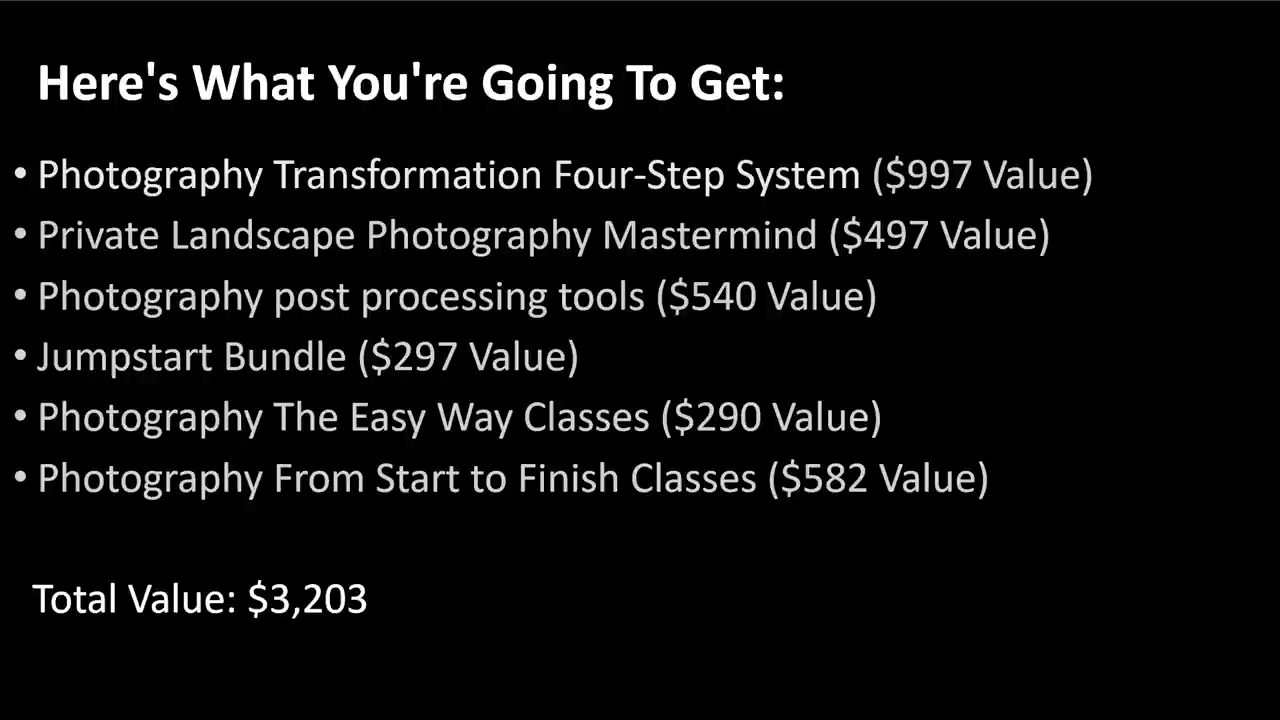 Here's What You're Going To Get:
• Photography Transformation Four-Step System ($997 Value)
• Private Landscape Photography Mastermind ($497 Value)
• Photography post processing tools ($540 Value)
• Jumpstart Bundle ($297 Value)
• Photography The Easy Way Classes ($290 Value)
• Photography From Start to Finish Classes ($582 Value)
Total Value: $3,203